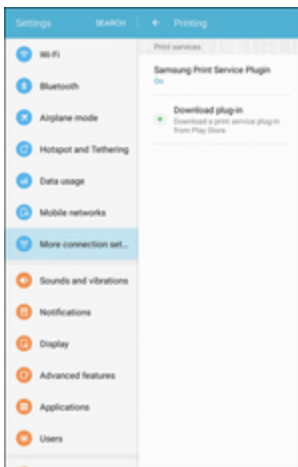 Settings
SEARCH
Printing
Wi-Fi
Bluetooth
Airplane mode
Hotspot and Tethering
Data usage
Mobile networks
More connection set...
Sounds and vibrations
Notifications
Display
Advanced features
Applications
Users
Print services
Samsung Print Service Plugin
On
Download plug-in
Download a print service plug-in
from Play Store.